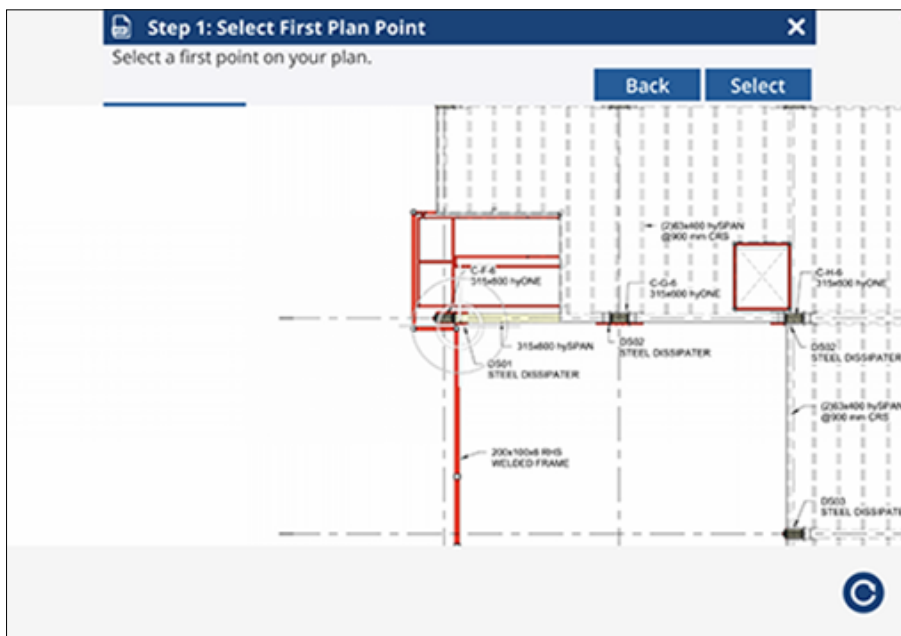 Step 1: Select First Plan Point
Select a first point on your plan.
Back
Select
(2)63x400 hySPAN
@900 mm CRS
C-F-6
315x600 hyONE
C-G-6
315x600 hyONE
C-H-6
315x600 hyONE
315x600 hySPAN
DS01
STEEL DISSIPATER
DS02
STEEL DISSIPATER
DS02
STEEL DISSIPATER
(2)63x400 hySPAN
@900 mm CRS
200x100x6 RHS
WELDED FRAME
DS03
STEEL DISSIPATER